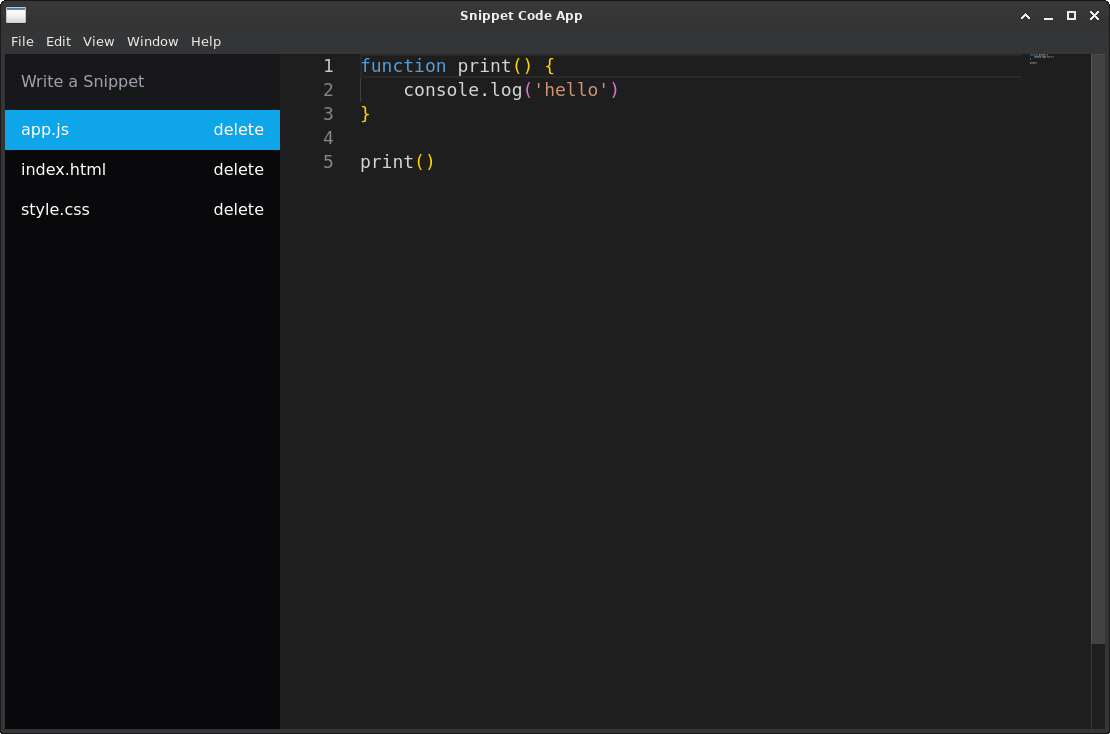 Snippet Code App
File Edit View Window Help
Write a Snippet
app.js delete
index.html delete
style.css delete
1 function print() {
2     console.log('hello')
3 }
4
5 print()